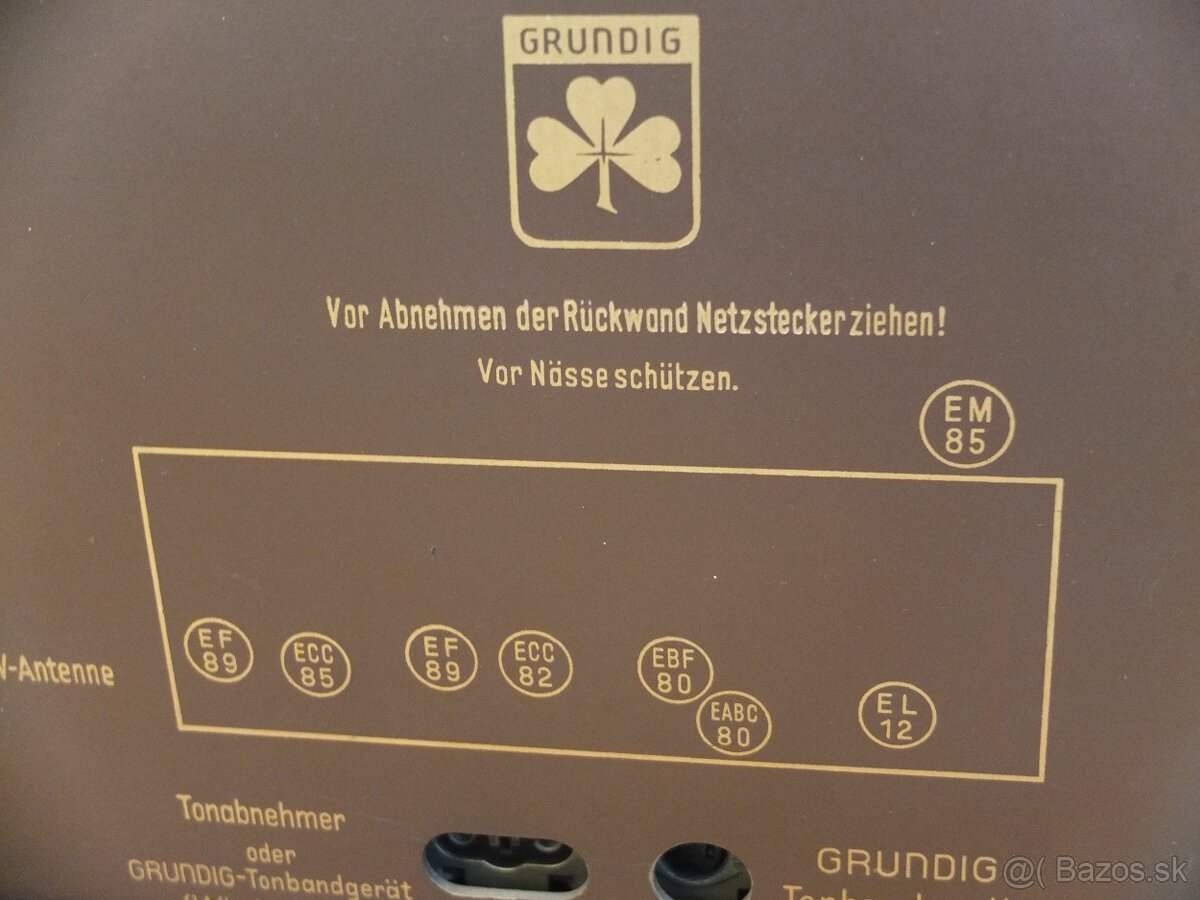 GRUNDIG
Vor Abnehmen der Rückwand Netzstecker ziehen!
Vor Nässe schützen.
EM
85
EF
89
ECC
85
EF
89
ECC
82
EBF
80
EABC
80
EL
12
-Antenne
Tonabnehmer
oder
GRUNDIG-Tonbandgerät
GRUNDIG
@( Bazos.sk